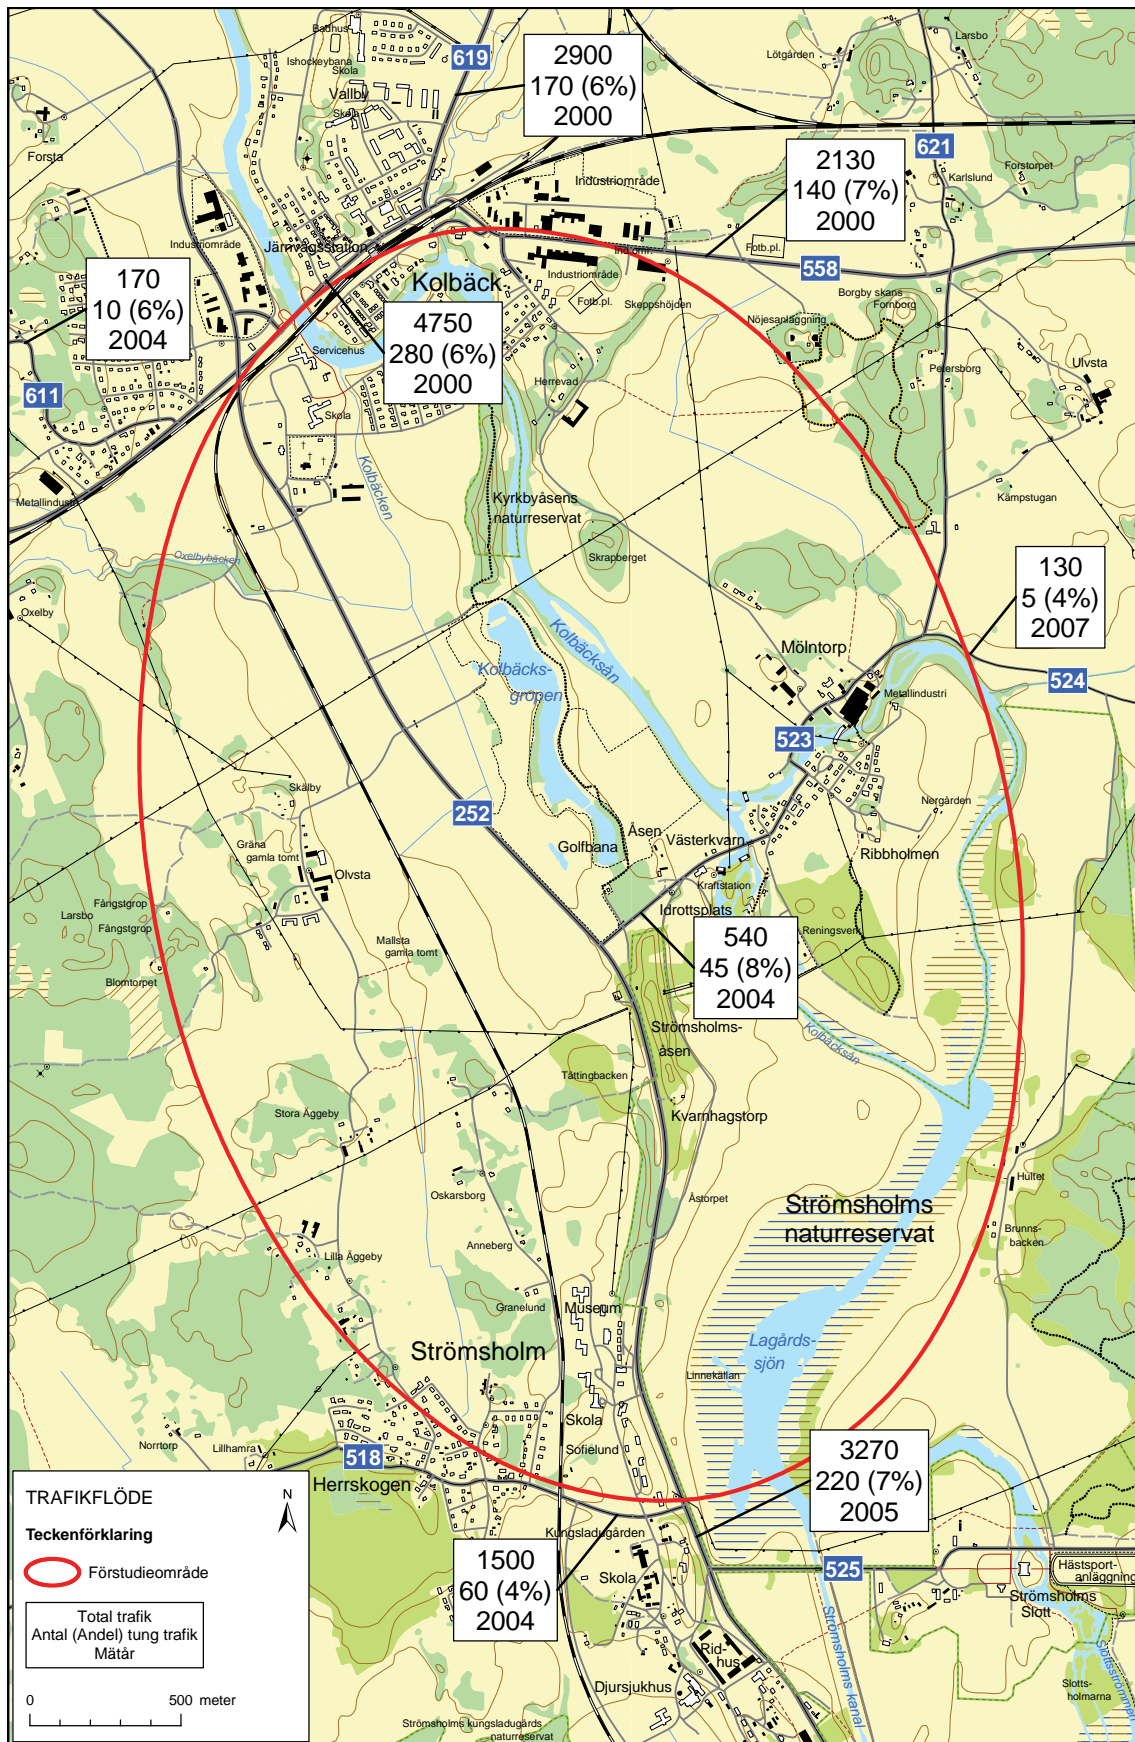 Badhus
Ishockeybana
Skola
Vallby
Skola
619
2900
170 (6%)
2000
Lötgården
Larsbo
Forsta
621
2130
140 (7%)
2000
Karlslund
Forstorpet
Industriområde
Industriområde
Järnvägsstation
Ind.omr.
Fotb.pl.
558
170
10 (6%)
2004
Kolbäck
Industriområde
Fotb.pl.
Skeppshöjden
Borgby skans
Fornborg
Nöjesanläggning
4750
280 (6%)
2000
Servicehus
611
Herrevad
Petersborg
Ulvsta
Skola
Kolbäcken
Metallindustri
Kyrkbyåsens
naturreservat
Kämpstugan
Oxelbybäcken
Skrapberget
130
5 (4%)
2007
Oxelby
Kolbäcksån
Mölntorp
Kolbäcks-
gropen
Metallindustri
524
523
Skälby
252
Nergården
Gräna
gamla tomt
Golfbana
Åsen
Västerkvarn
Ribbholmen
Olvsta
Kraftstation
Fångstgrop
Larsbo
Fångstgrop
Idrottsplats
Reningsverk
540
45 (8%)
2004
Mallsta
gamla tomt
Blomtorpet
Strömsholms-
åsen
Kolbäcksån
Tättingbacken
Stora Äggeby
Kvarnhagstorp
Oskarsborg
Åstorpet
Hultet
Strömsholms
naturreservat
Brunns-
backen
Anneberg
Lilla Äggeby
Granelund
Museum
Strömsholm
Lagårds-
sjön
Linnekällan
Skola
Norrtorp
Lillhamra
518
Sofielund
Herrskogen
3270
220 (7%)
2005
TRAFIKFLÖDE
N
Teckenförklaring
Förstudieområde
Kungsladugården
1500
60 (4%)
2004
Skola
525
Hästsport-
anläggning
Strömsholms
Slott
Total trafik
Antal (Andel) tung trafik
Mätår
Rid-
hus
Djursjukhus
Strömsholms kanal
Slottsströmmen
Slotts-
holmarna
0
500 meter
Strömsholms kungsladugårds
naturreservat